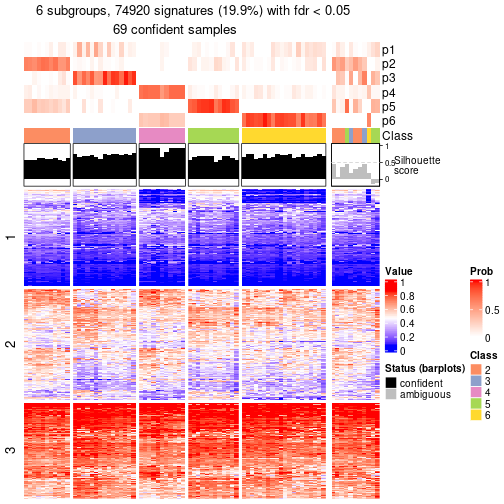 6 subgroups, 74920 signatures (19.9%) with fdr < 0.05
69 confident samples
p1
p2
p3
p4
p5
p6
Class
1
0.5
0
Silhouette
score
1
2
3
Value
1
0.8
0.6
0.4
0.2
0
Status (barplots)
confident
ambiguous
Prob
1
0.5
0
Class
2
3
4
5
6